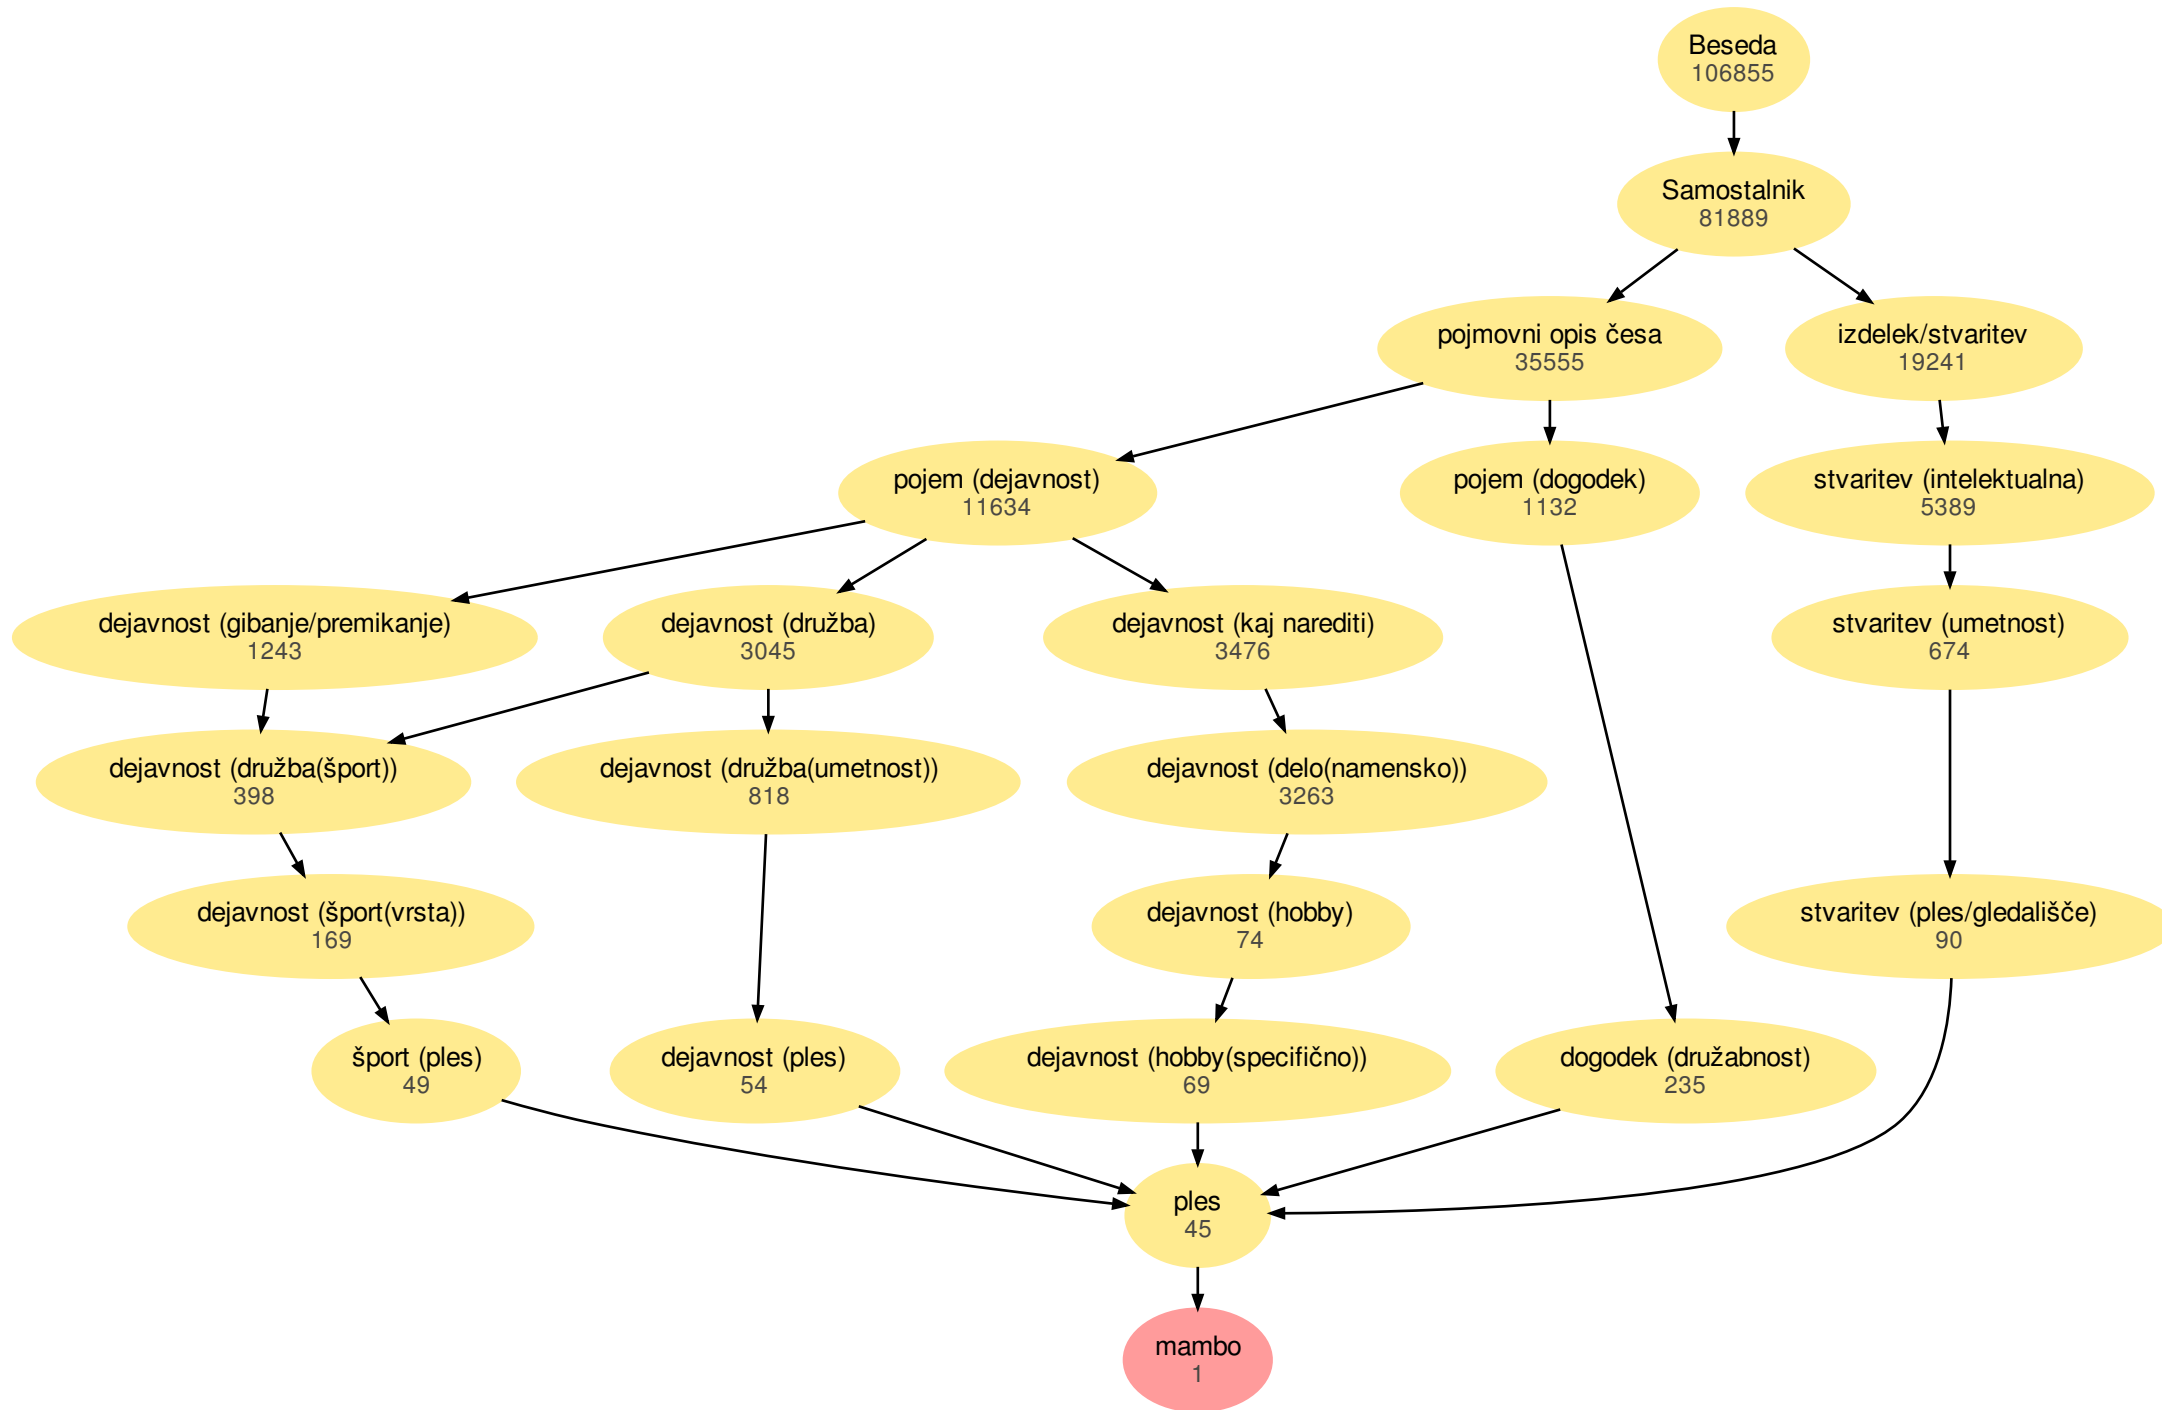 Beseda
106855
Samostalnik
81889
pojmovni opis česa
35555
izdelek/stvaritev
19241
pojem (dejavnost)
11634
pojem (dogodek)
1132
stvaritev (intelektualna)
5389
dejavnost (gibanje/premikanje)
1243
dejavnost (družba)
3045
dejavnost (kaj narediti)
3476
stvaritev (umetnost)
674
dejavnost (družba(šport))
398
dejavnost (družba(umetnost))
818
dejavnost (delo(namensko))
3263
dejavnost (šport(vrsta))
169
dejavnost (hobby)
74
stvaritev (ples/gledališče)
90
šport (ples)
49
dejavnost (ples)
54
dejavnost (hobby(specifično))
69
dogodek (družabnost)
235
ples
45
mambo
1